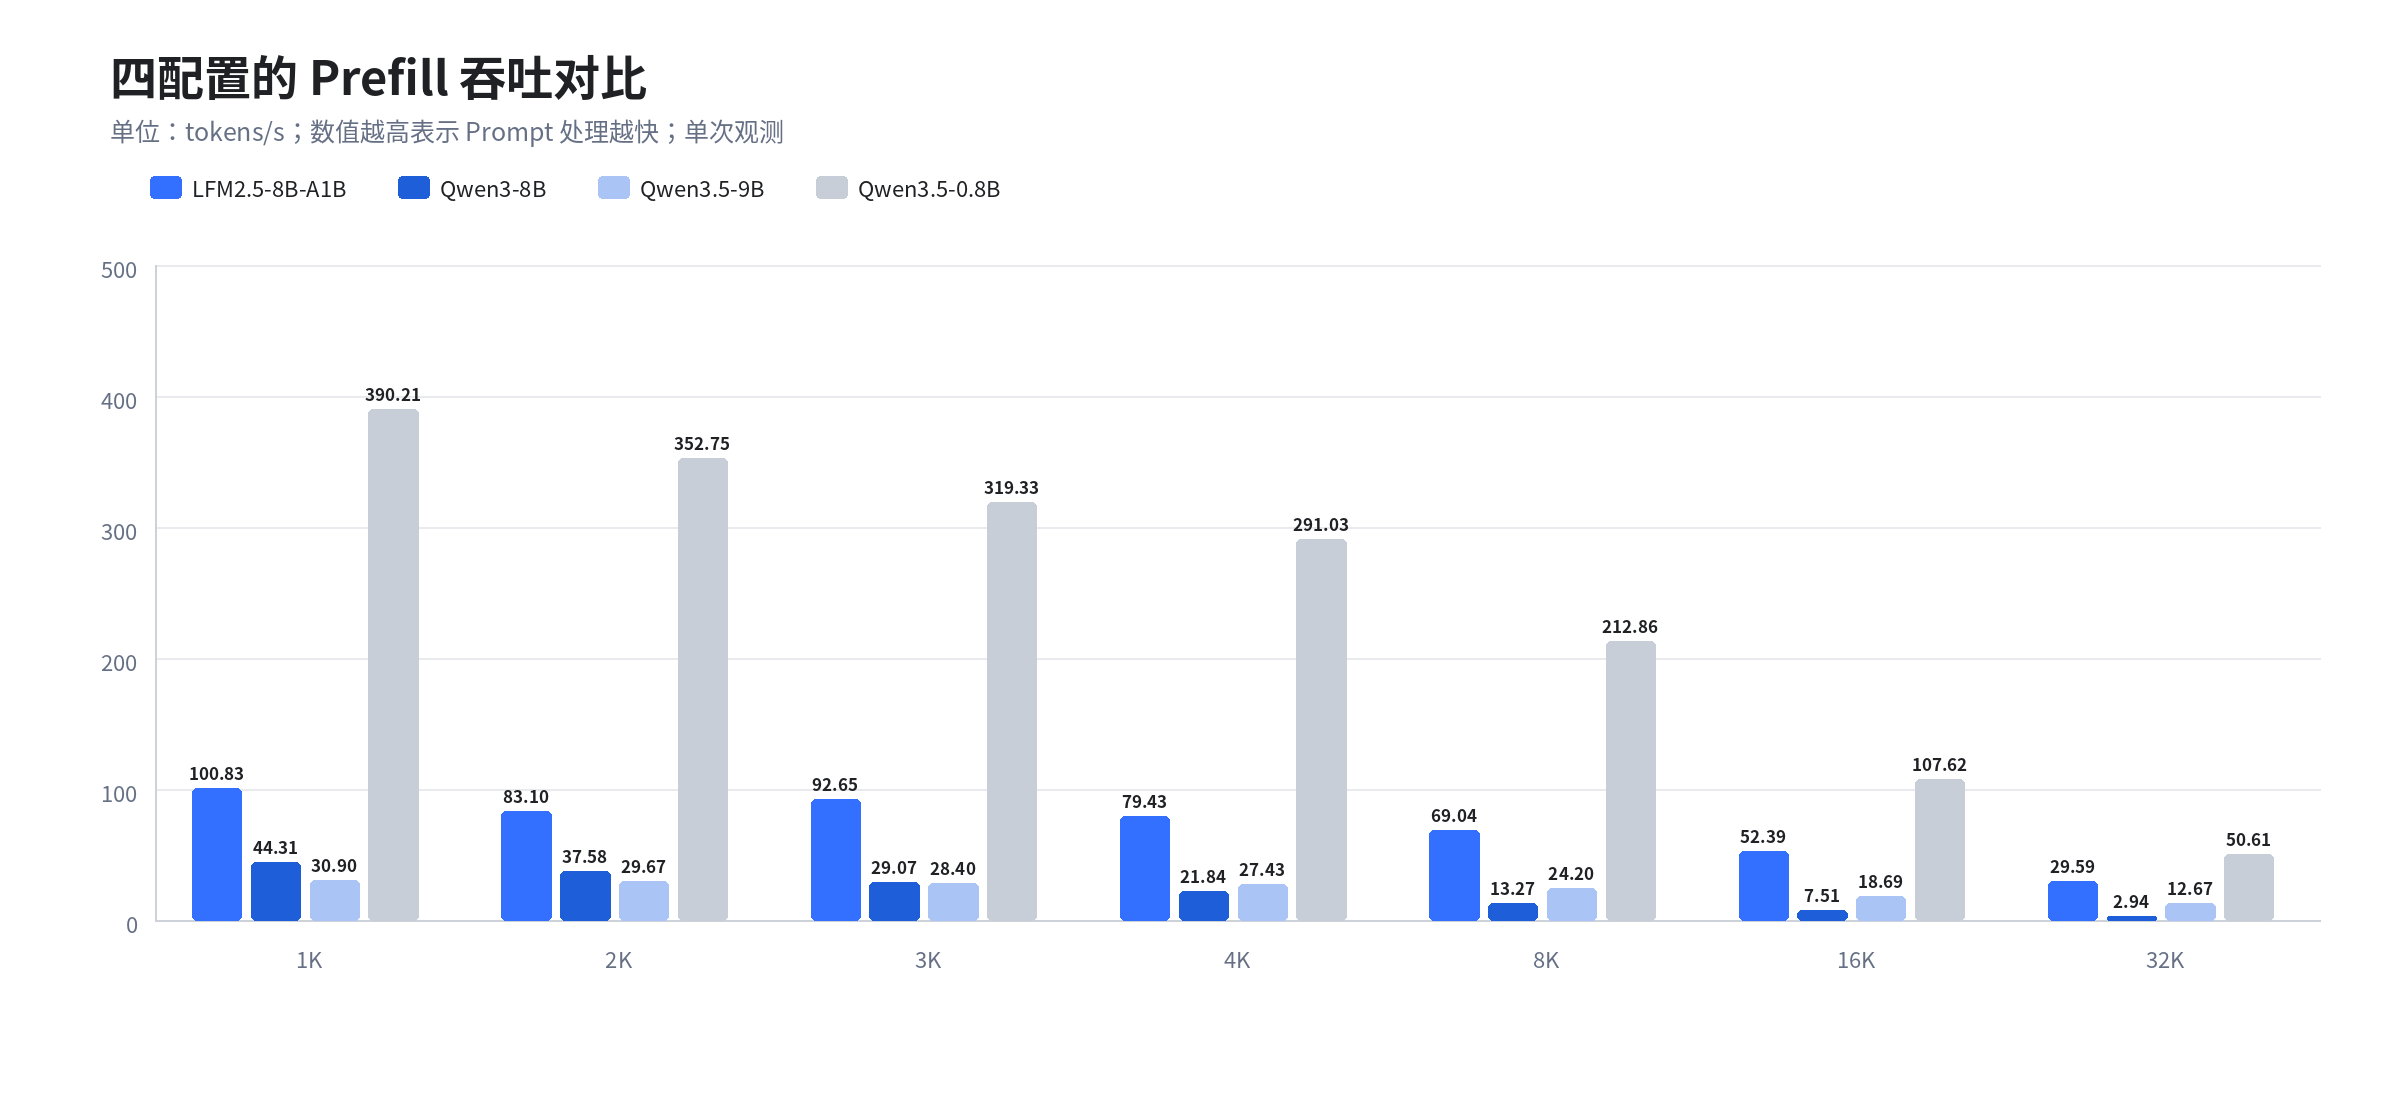 四配置的 Prefill 吞吐对比
单位：tokens/s；数值越高表示 Prompt 处理越快；单次观测
LFM2.5-8B-A1B Qwen3-8B Qwen3.5-9B Qwen3.5-0.8B
500
400
300
200
100
0
100.83 44.31 30.90 390.21
83.10 37.58 29.67 352.75
92.65 29.07 28.40 319.33
79.43 21.84 27.43 291.03
69.04 13.27 24.20 212.86
52.39 7.51 18.69 107.62
29.59 2.94 12.67 50.61
1K 2K 3K 4K 8K 16K 32K